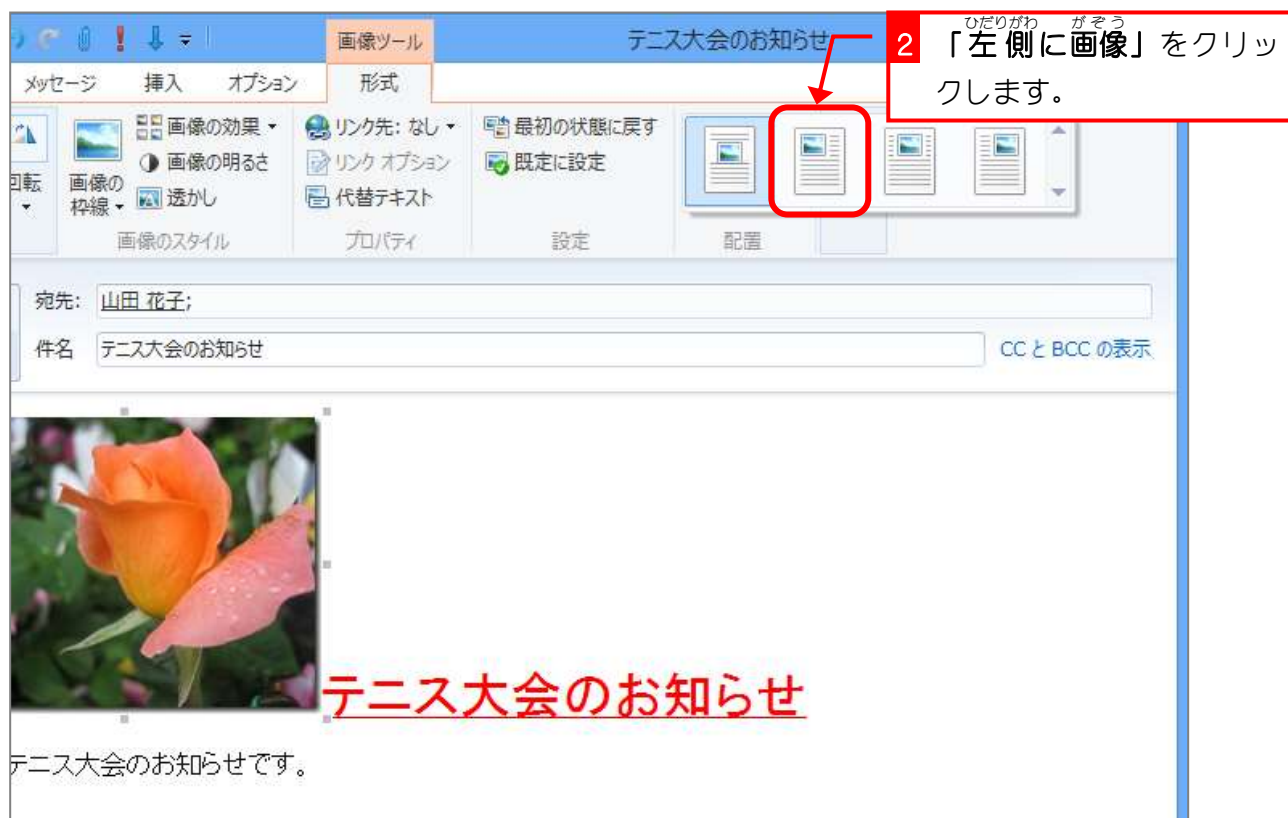 画像ツール
テニス大会のお知らせ
2
ひだりがわ がぞう
「左側に画像」をクリッ
クします。
メッセージ 挿入 オプション 形式
画像の効果 リンク先: なし 最初の状態に戻す
画像の明るさ リンク オプション 既定に設定
回転 画像の
枠線 透かし 代替テキスト
画像のスタイル プロパティ 設定 配置
宛先: 山田 花子;
件名 テニス大会のお知らせ CC と BCC の表示
テニス大会のお知らせ
テニス大会のお知らせです。